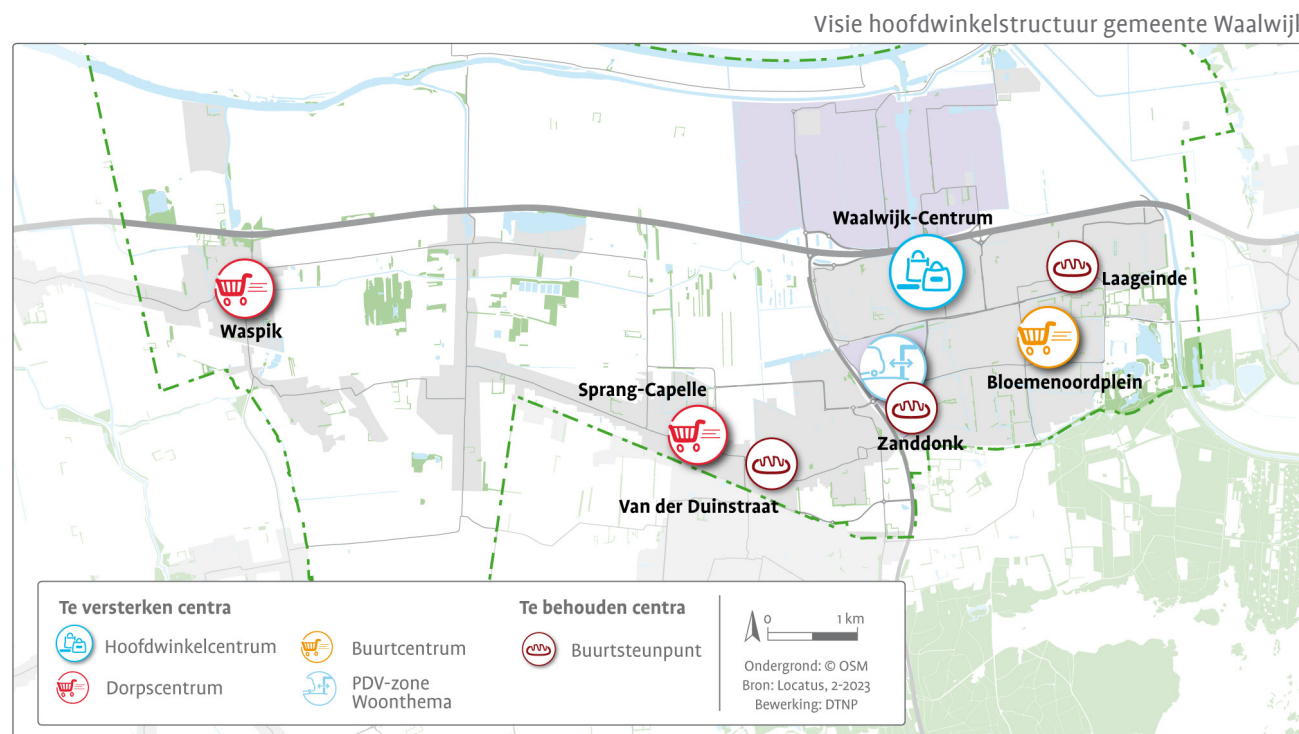 Visie hoofdwinkelstructuur gemeente Waalwijk
Waalwijk-Centrum
Laageinde
Waspik
Bloemenoordplein
Sprang-Capelle
Zanddonk
Van der Duinstraat
Te versterken centra
Hoofdwinkelcentrum
Dorpscentrum
Buurtcentrum
PDV-zone
Woonthema
Te behouden centra
Buurtsteunpunt
0 1 km
Ondergrond: © OSM
Bron: Locatus, 2-2023
Bewerking: DTNP